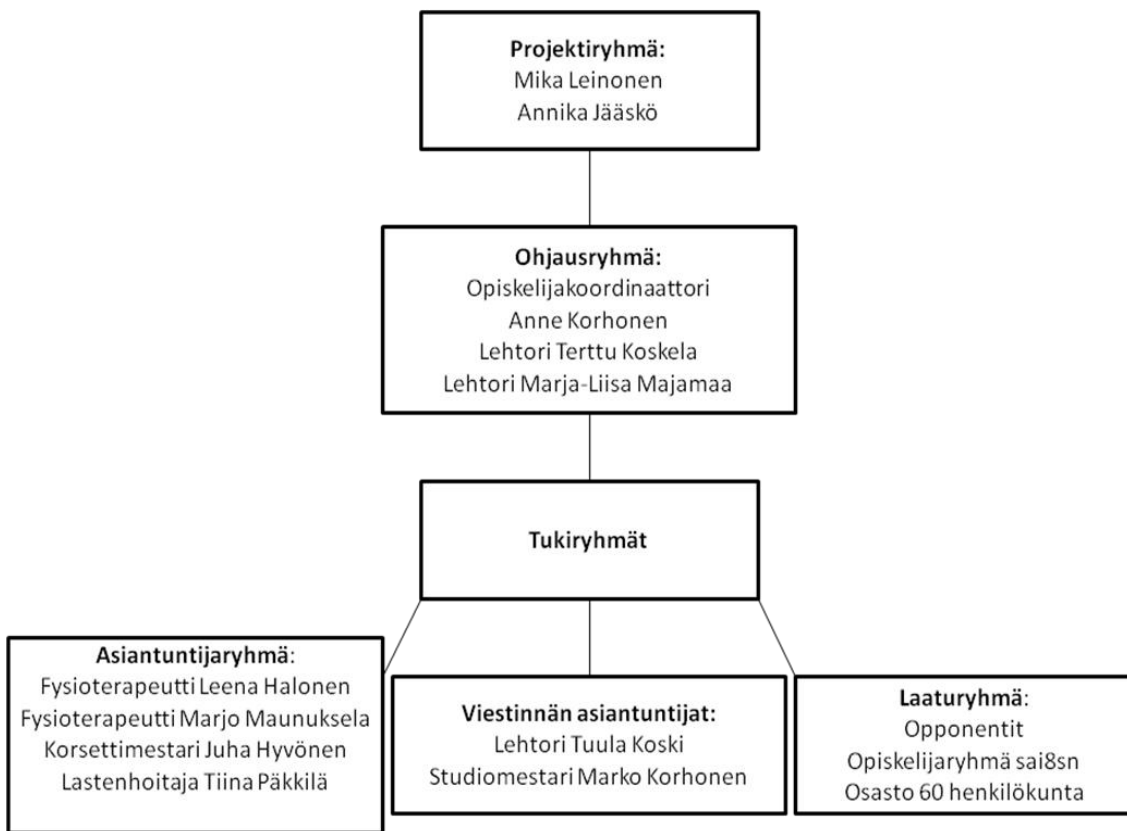 Projektiryhmä:
Mika Leinonen
Annika Jääskö
Ohjausryhmä:
Opiskelijakoordinaattori
Anne Korhonen
Lehtori Terttu Koskela
Lehtori Marja-Liisa Majamaa
Tukiryhmät
Asiantuntijaryhmä:
Fysioterapeutti Leena Halonen
Fysioterapeutti Marjo Maunuksela
Korsettimestari Juha Hyvönen
Lastenhoitaja Tiina Päkkilä
Viestinnän asiantuntijat:
Lehtori Tuula Koski
Studiomestari Marko Korhonen
Laaturyhmä:
Opponentit
Opiskelijaryhmä sai8sn
Osasto 60 henkilökunta